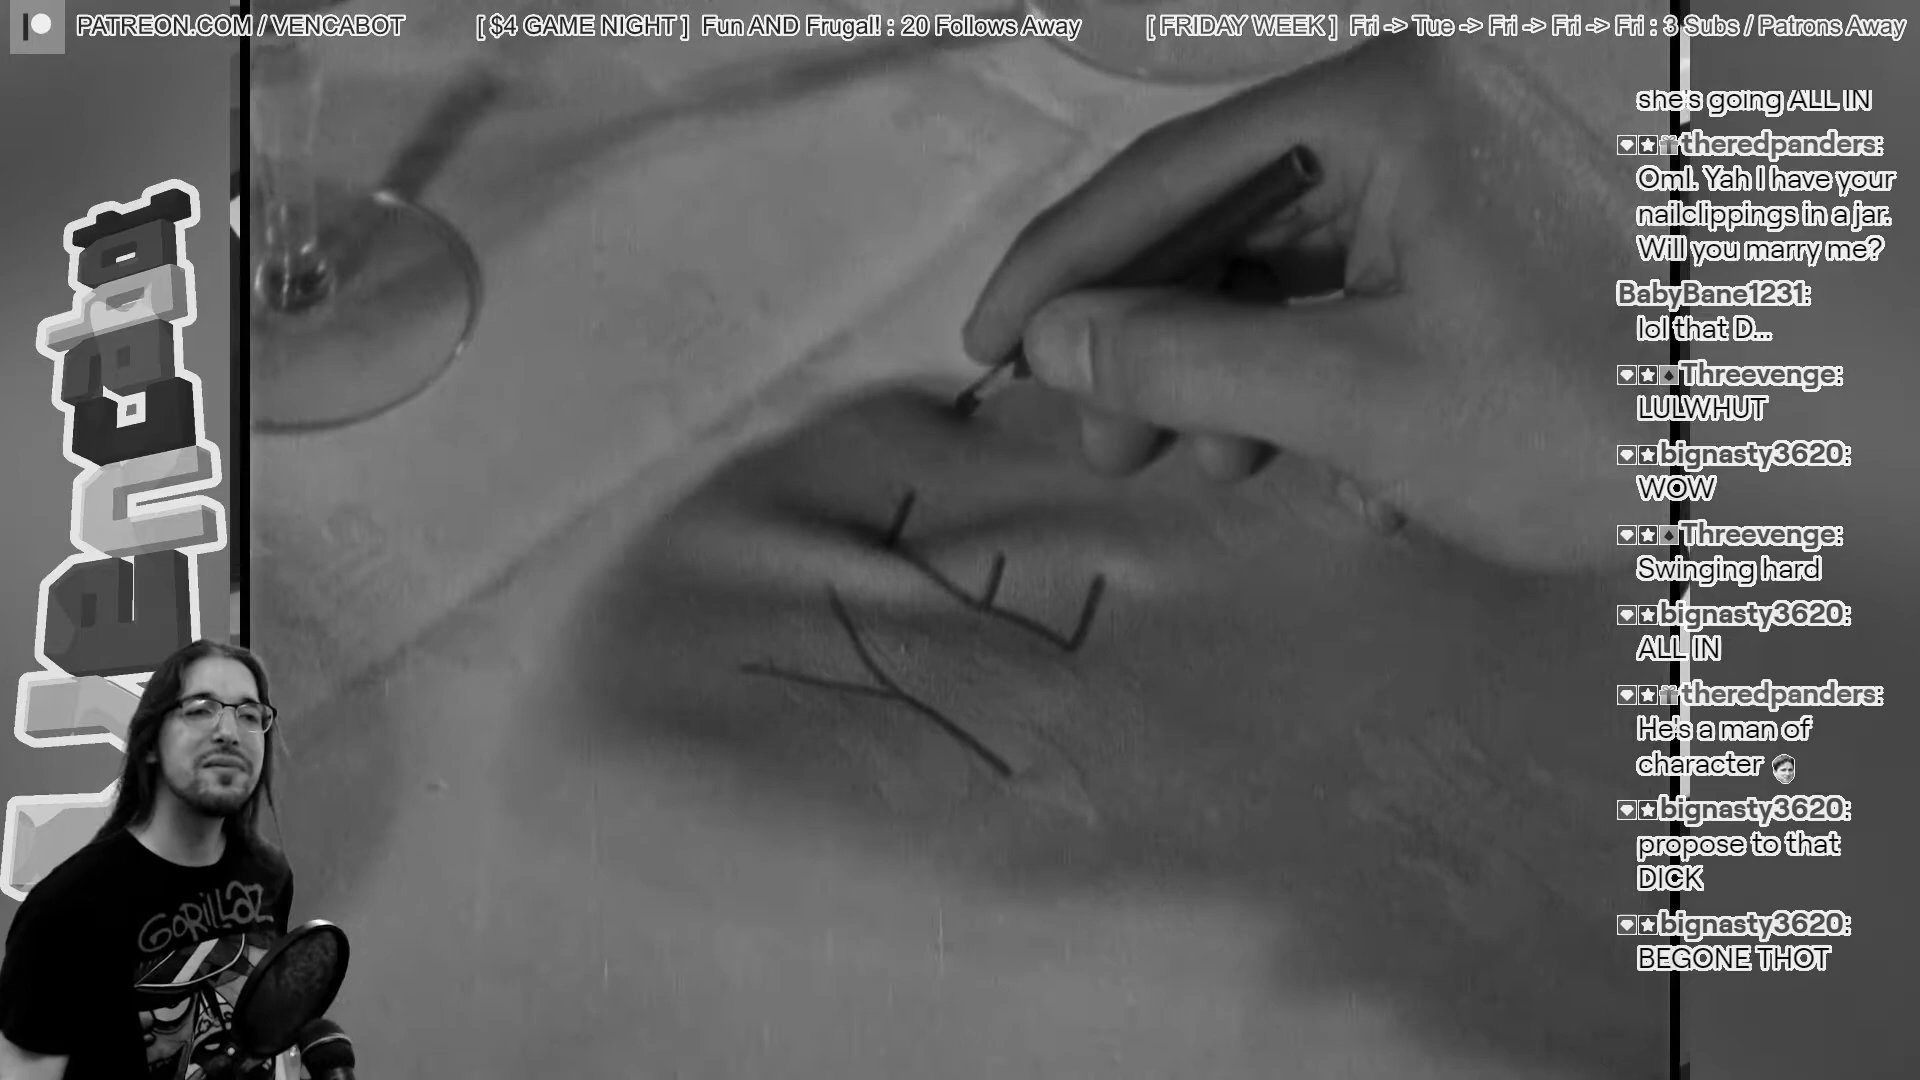 PATREON.COM / VENCABOT
[ $4 GAME NIGHT ] Fun AND Frugal! : 20 Follows Away
[ FRIDAY WEEK ] Fri -> Tue -> Fri -> Fri -> Fri : 3 Subs / Patrons Away
Vencabot
GORILLAZ
she's going ALL IN
theredpanders:
Oml. Yah I have your
nailclippings in a jar.
Will you marry me?
BabyBane1231:
lol that D...
Threevenge:
LULWHUT
bignasty3620:
WOW
Threevenge:
Swinging hard
bignasty3620:
ALL IN
theredpanders:
He's a man of
character
bignasty3620:
propose to that
DICK
bignasty3620:
BEGONE THOT